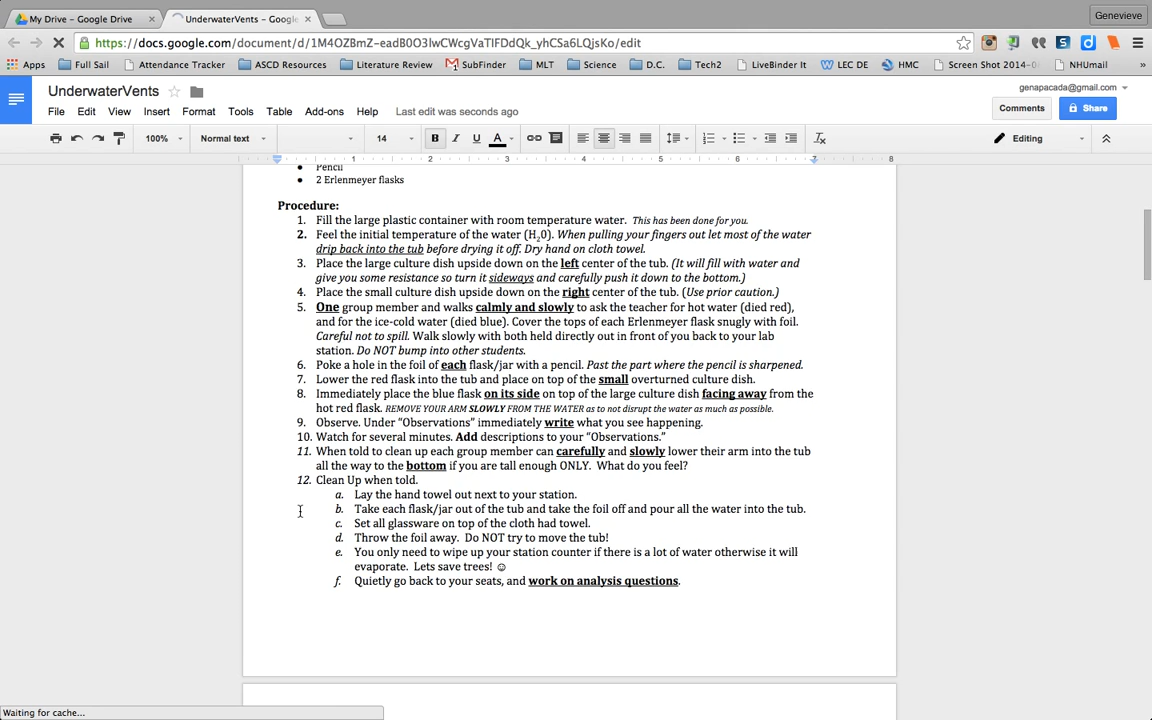 My Drive – Google Drive
UnderwaterVents – Google
Genevieve
https://docs.google.com/document/d/1M4OZBmZ-eadB0O3lwCWcgVaTlFDdQk_yhCSa6LQjsKo/edit
Apps Full Sail Attendance Tracker ASCD Resources Literature Review SubFinder MLT Science D.C. Tech2 LiveBinder It LEC DE HMC Screen Shot 2014- NHUmail »
UnderwaterVents
genapacada@gmail.com
File Edit View Insert Format Tools Table Add-ons Help Last edit was seconds ago
Comments Share
100% Normal text 14 B I U A Editing
1 2 3 4 5 6 7 8
Pencil
2 Erlenmeyer flasks
Procedure:
1. Fill the large plastic container with room temperature water. This has been done for you.
2. Feel the initial temperature of the water (H20). When pulling your fingers out let most of the water
drip back into the tub before drying it off. Dry hand on cloth towel.
3. Place the large culture dish upside down on the left center of the tub. (It will fill with water and
give you some resistance so turn it sideways and carefully push it down to the bottom.)
4. Place the small culture dish upside down on the right center of the tub. (Use prior caution.)
5. One group member and walks calmly and slowly to ask the teacher for hot water (died red),
and for the ice-cold water (died blue). Cover the tops of each Erlenmeyer flask snugly with foil.
Careful not to spill. Walk slowly with both held directly out in front of you back to your lab
station. Do NOT bump into other students.
6. Poke a hole in the foil of each flask/jar with a pencil. Past the part where the pencil is sharpened.
7. Lower the red flask into the tub and place on top of the small overturned culture dish.
8. Immediately place the blue flask on its side on top of the large culture dish facing away from the
hot red flask. REMOVE YOUR ARM SLOWLY FROM THE WATER as to not disrupt the water as much as possible.
9. Observe. Under “Observations” immediately write what you see happening.
10. Watch for several minutes. Add descriptions to your “Observations.”
11. When told to clean up each group member can carefully and slowly lower their arm into the tub
all the way to the bottom if you are tall enough ONLY. What do you feel?
12. Clean Up when told.
a. Lay the hand towel out next to your station.
b. Take each flask/jar out of the tub and take the foil off and pour all the water into the tub.
c. Set all glassware on top of the cloth had towel.
d. Throw the foil away. Do NOT try to move the tub!
e. You only need to wipe up your station counter if there is a lot of water otherwise it will
evaporate. Lets save trees! ☺
f. Quietly go back to your seats, and work on analysis questions.
Waiting for cache...